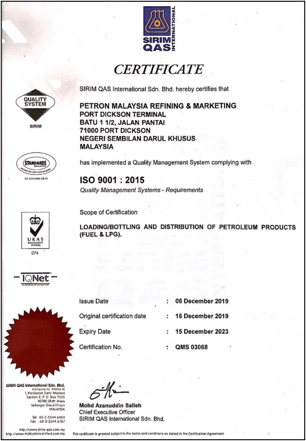 SIRIM
QAS
INTERNATIONAL
CERTIFICATE
SIRIM QAS International Sdn. Bhd. hereby certifies that
QUALITY
SYSTEM
SIRIM
PETRON MALAYSIA REFINING & MARKETING
PORT DICKSON TERMINAL
BATU 1 1/2, JALAN PANTAI
71000 PORT DICKSON
NEGERI SEMBILAN DARUL KHUSUS
MALAYSIA
STANDARDS
has implemented a Quality Management System complying with
ISO 9001 : 2015
Quality Management Systems - Requirements
UKAS
074
Scope of Certification
LOADING/BOTTLING AND DISTRIBUTION OF PETROLEUM PRODUCTS
(FUEL & LPG).
IQNet
Issue Date : 06 December 2019
Original certification date : 16 December 2019
Expiry Date : 15 December 2023
Certification No. : QMS 03068
SIRIM QAS International Sdn. Bhd.
MALAYSIA
Mohd Azanuddin Salleh
Chief Executive Officer
SIRIM QAS International Sdn. Bhd.
http://www.sirim-qas.com.my
This certificate is granted subject to the terms and conditions as stated in the Certification Agreement.